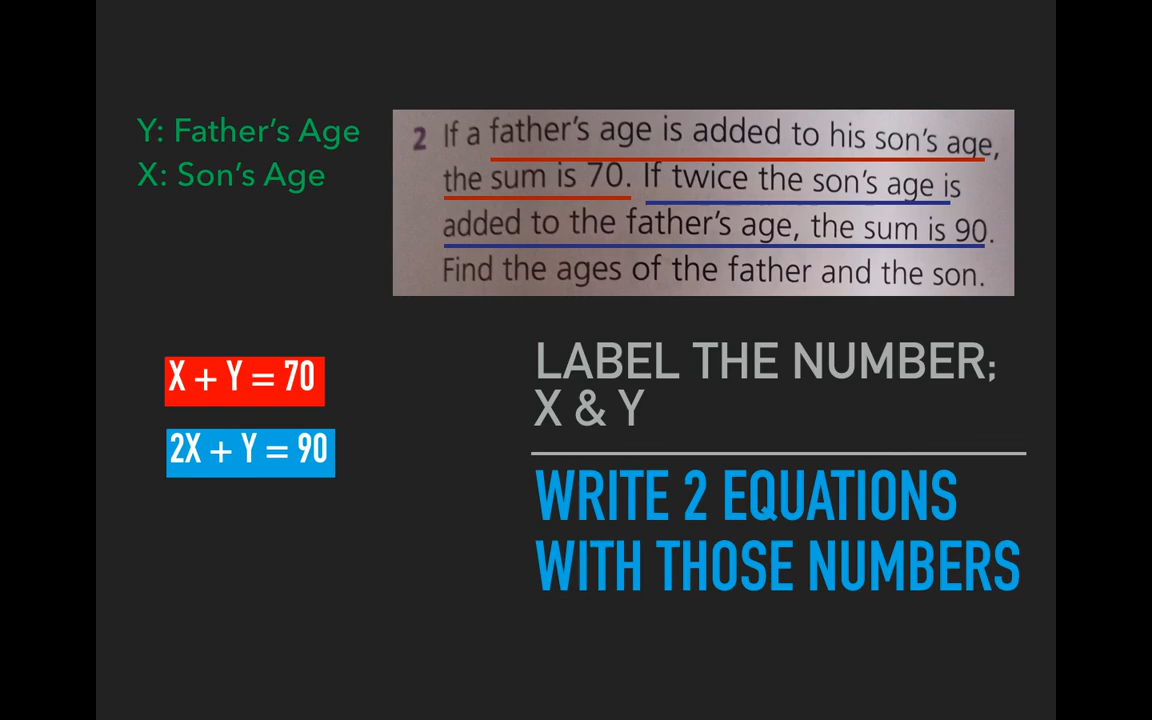 Y: Father's Age
X: Son's Age
2 If a father's age is added to his son's age,
the sum is 70. If twice the son's age is
added to the father's age, the sum is 90.
Find the ages of the father and the son.
X + Y = 70
2X + Y = 90
LABEL THE NUMBER;
X & Y
WRITE 2 EQUATIONS
WITH THOSE NUMBERS